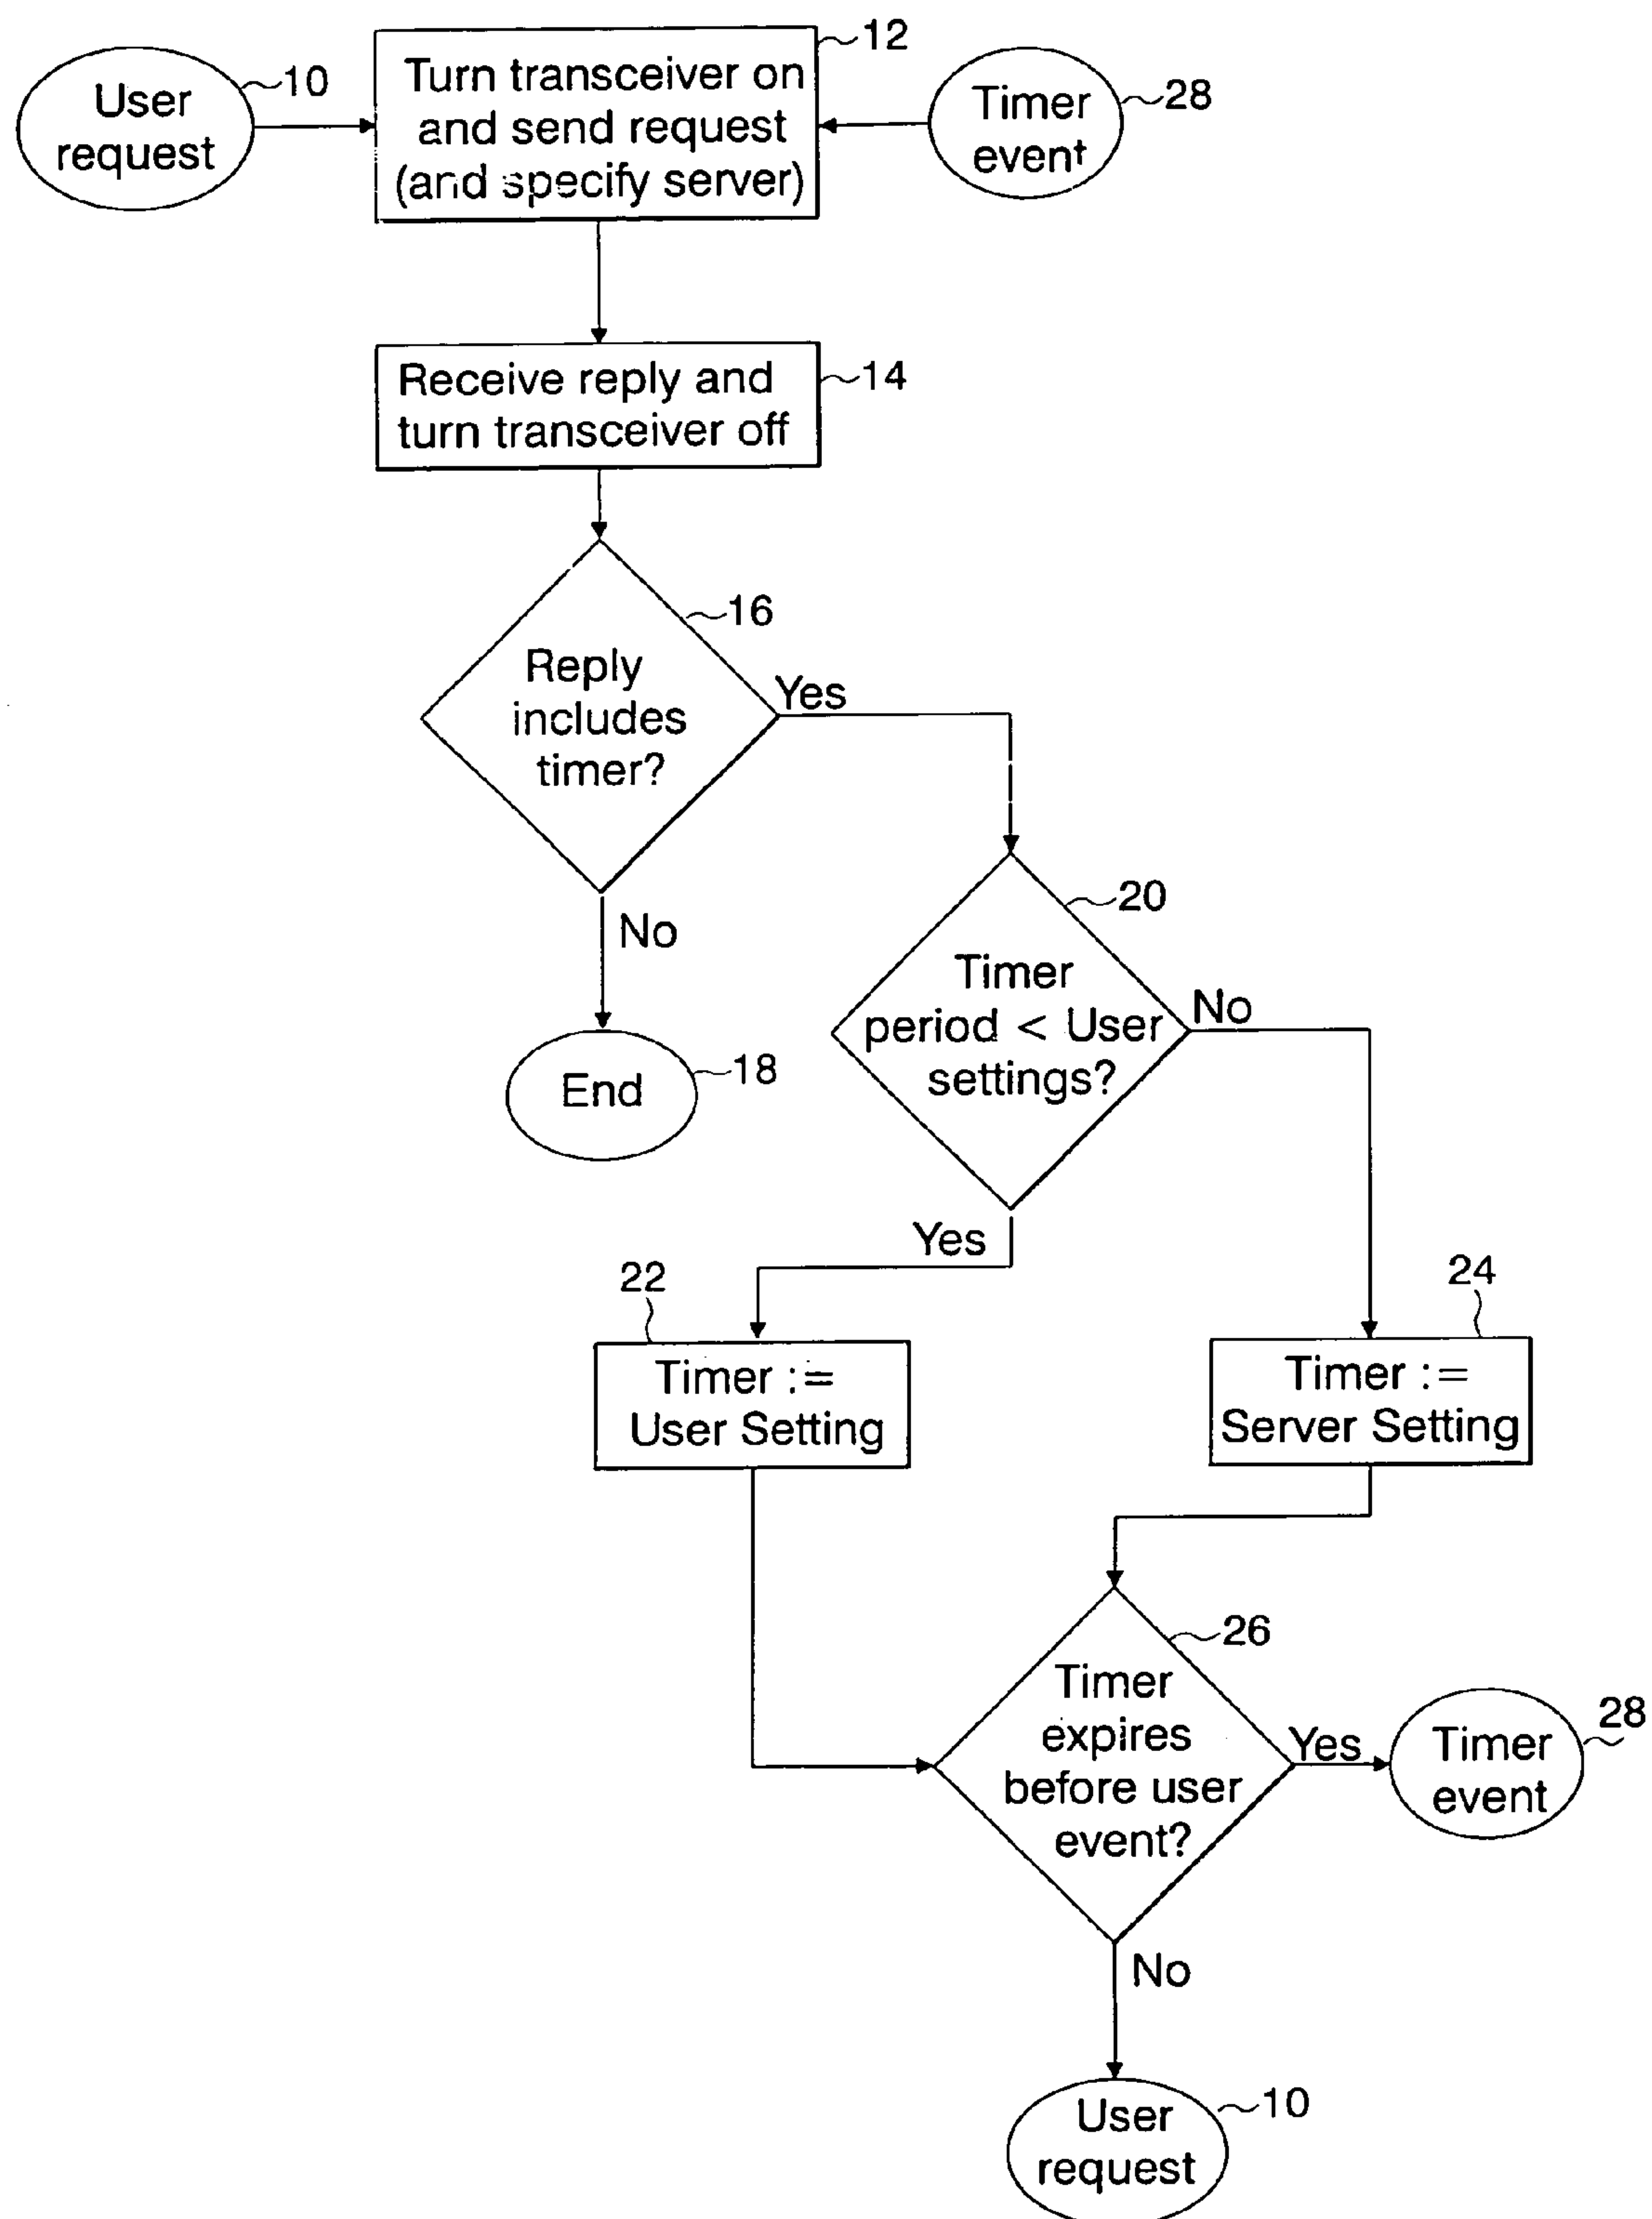 User
request
10
Turn transceiver on
and send request
(and specify server)
12
Timer
event
28
Receive reply and
turn transceiver off
14
Reply
includes
timer?
16
Yes
No
End
18
Timer
period < User
settings?
20
No
Yes
22
Timer :=
User Setting
24
Timer :=
Server Setting
Timer
expires
before user
event?
26
Yes
Timer
event
28
No
User
request
10